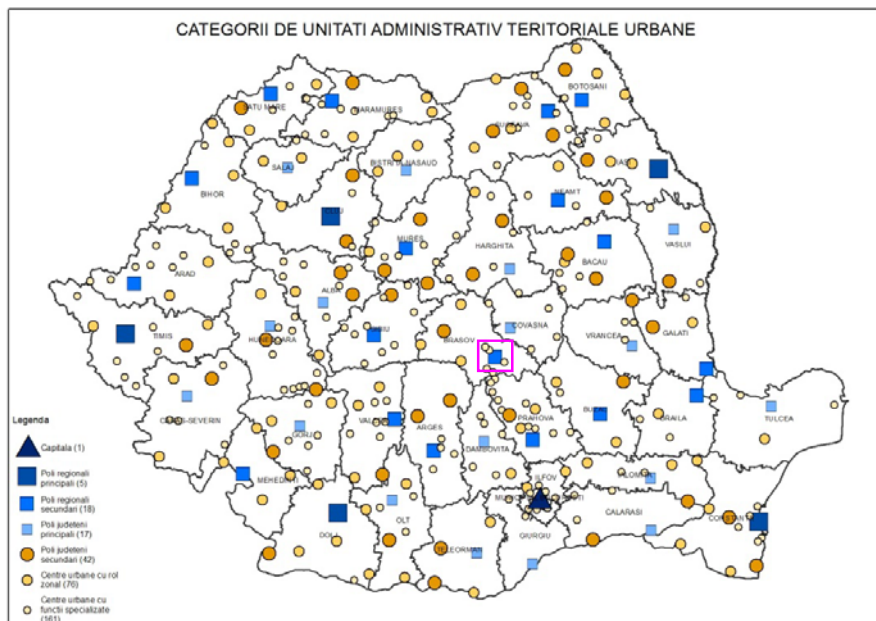 CATEGORII DE UNITATI ADMINISTRATIV TERITORIALE URBANE
BOTOSANI
SATU MARE
MARAMURES
SUCEAVA
IASI
SALAJ
BISTRITA NASAUD
BIHOR
NEAMT
CLUJ
MURES
HARGHITA
BACAU
VASLUI
ARAD
ALBA
TIMIS
HUNEDOARA
SIBIU
BRASOV
COVASNA
VRANCEA
GALATI
CARAS-SEVERIN
GORJ
VALCEA
ARGES
DAMBOVITA
PRAHOVA
BUZAU
BRAILA
TULCEA
MEHEDINTI
ILFOV
IALOMITA
CALARASI
CONSTANTA
DOLJ
OLT
TELEORMAN
GIURGIU
Legenda
Capitala (1)
Poli regionali
principali (5)
Poli regionali
secundari (18)
Poli judeteni
principali (17)
Poli judeteni
secundari (42)
Centre urbane cu rol
zonal (76)
Centre urbane cu
functii specializate
(161)